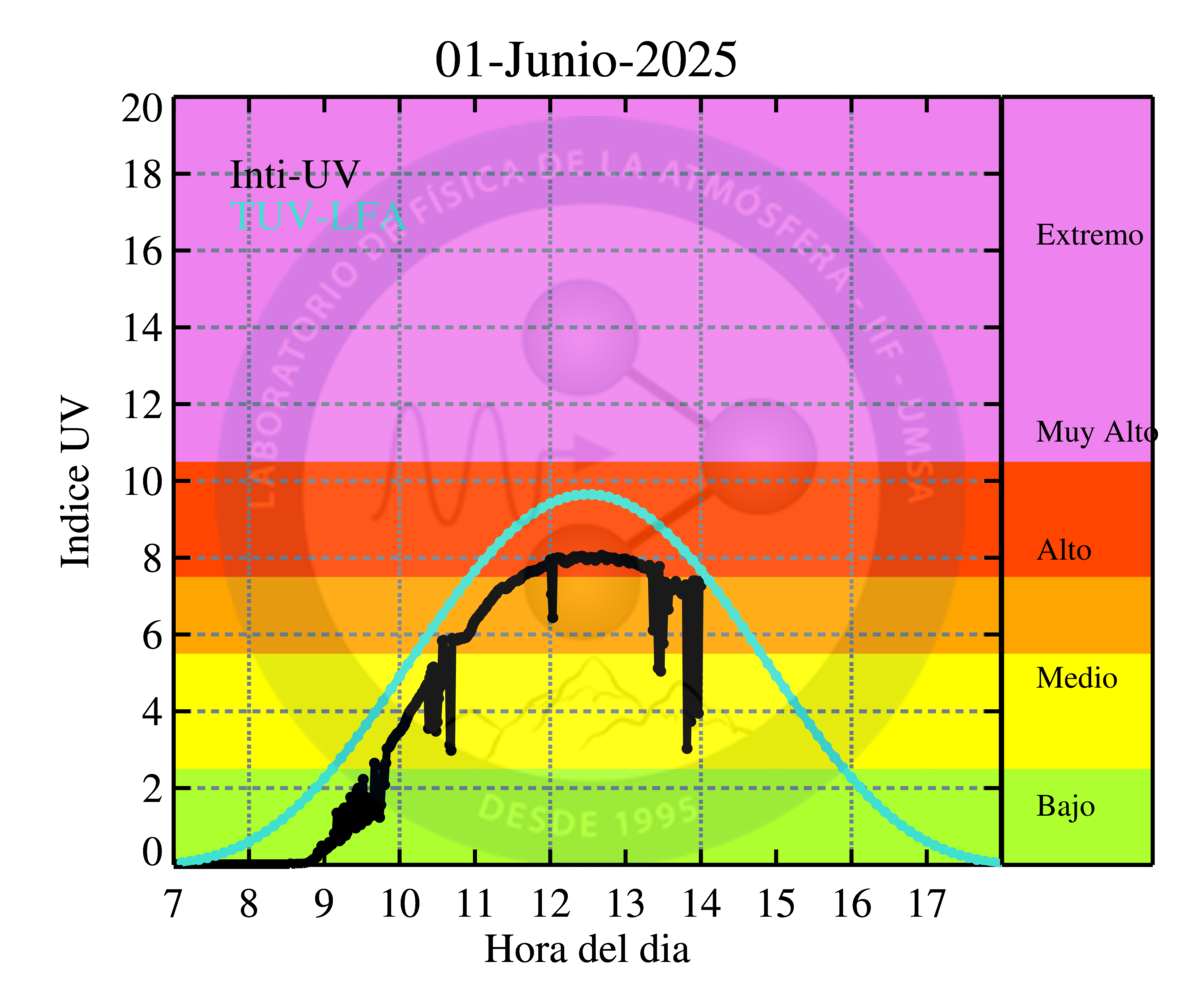 01-Junio-2025
20
18
16
14
12
10
8
6
4
2
0
Indice UV
Inti-UV
TUV-LFA
LABORATORIO DE FÍSICA DE LA ATMÓSFERA - IIF - UMSA
DESDE 1995
Extremo
Muy Alto
Alto
Medio
Bajo
7 8 9 10 11 12 13 14 15 16 17
Hora del dia